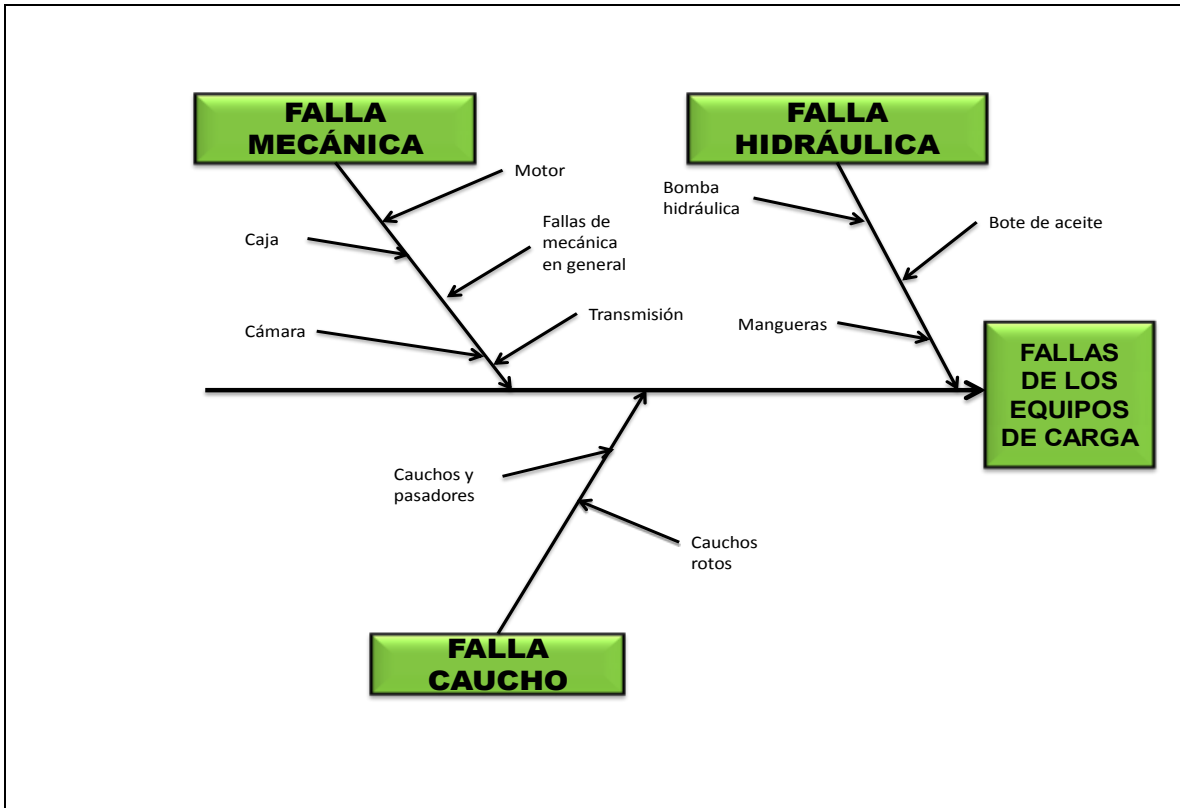 FALLA
MECÁNICA
FALLA
HIDRÁULICA
Motor
Caja
Fallas de
mecánica
en general
Cámara
Transmisión
Bomba
hidráulica
Bote de aceite
Mangueras
FALLAS
DE LOS
EQUIPOS
DE CARGA
Cauchos y
pasadores
Cauchos
rotos
FALLA
CAUCHO